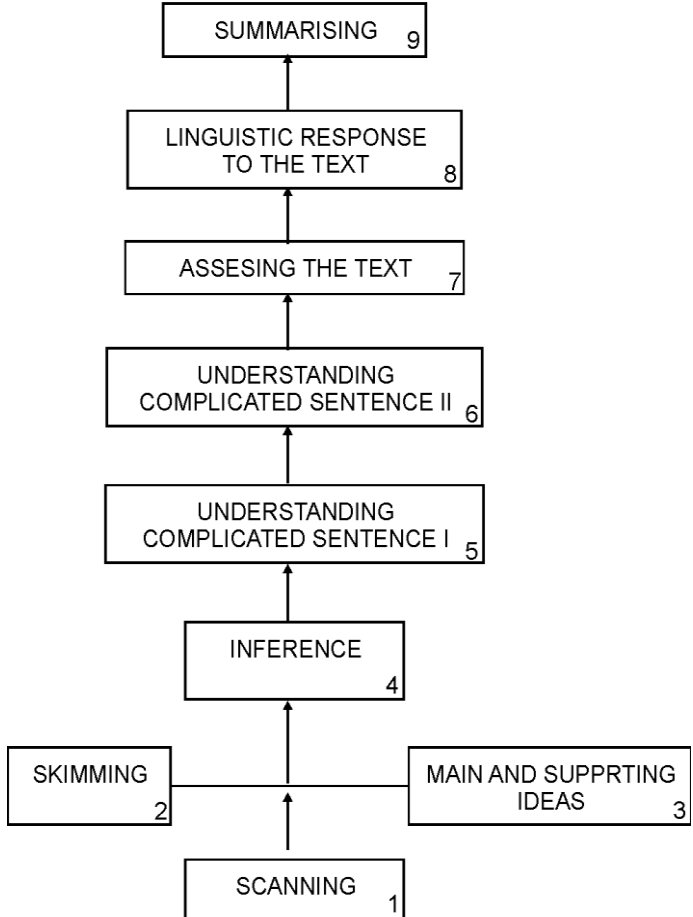 SUMMARISING
9
LINGUISTIC RESPONSE
TO THE TEXT
8
ASSESING THE TEXT
7
UNDERSTANDING
COMPLICATED SENTENCE II
6
UNDERSTANDING
COMPLICATED SENTENCE I
5
INFERENCE
4
SKIMMING
2
MAIN AND SUPPRTING
IDEAS
3
SCANNING
1